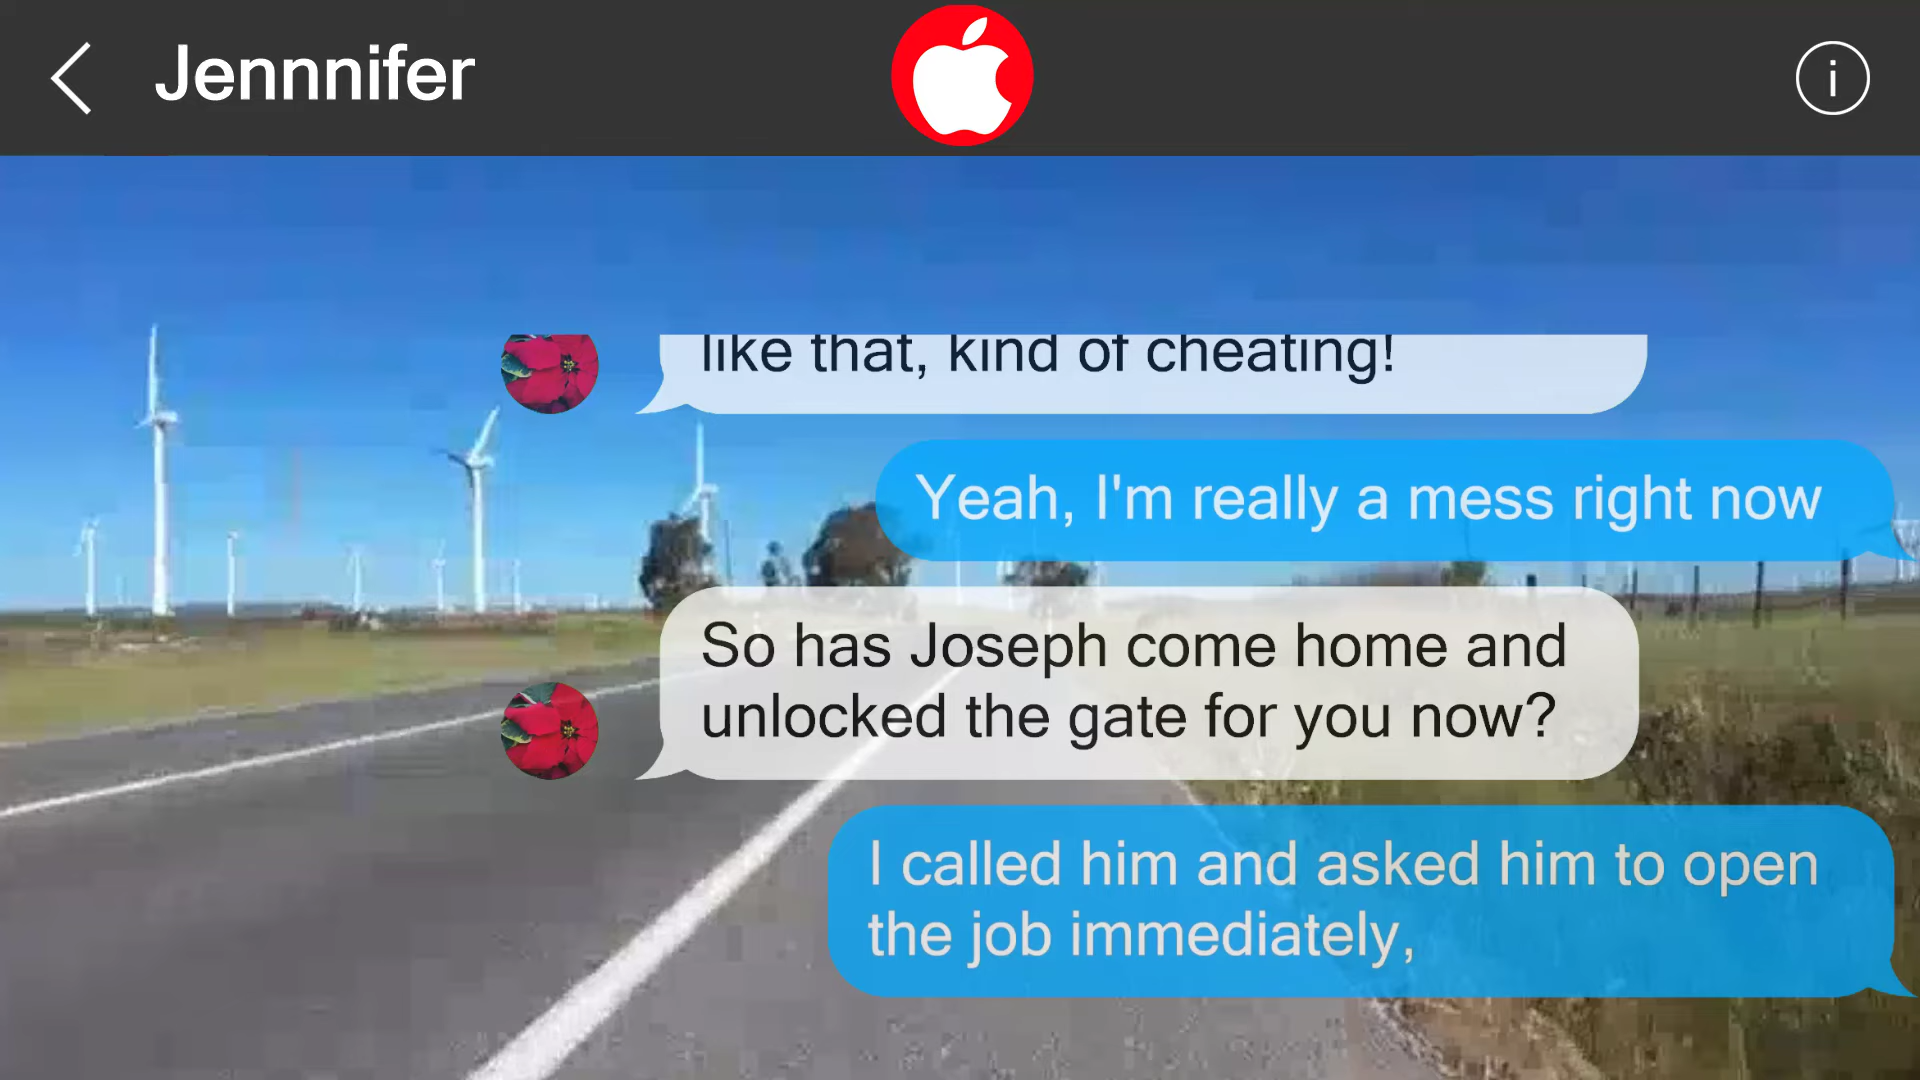 Jennnifer
i
like that, kind of cheating!
Yeah, I'm really a mess right now
So has Joseph come home and
unlocked the gate for you now?
I called him and asked him to open
the job immediately,